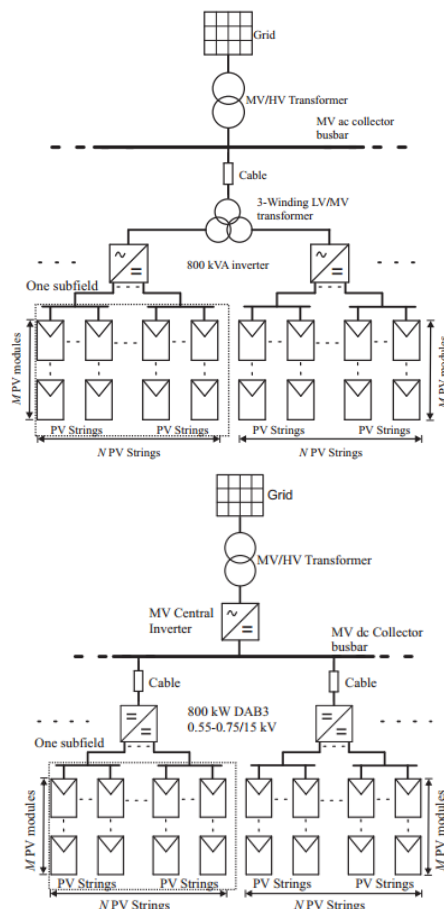 Grid
MV/HV Transformer
MV ac collector
busbar
Cable
3-Winding LV/MV
transformer
800 kVA inverter
One subfield
M PV modules
M PV modules
PV Strings
PV Strings
PV Strings
PV Strings
N PV Strings
N PV Strings
Grid
MV/HV Transformer
MV Central
Inverter
MV dc Collector
busbar
Cable
Cable
800 kW DAB3
0.55-0.75/15 kV
One subfield
M PV modules
M PV modules
PV Strings
PV Strings
PV Strings
PV Strings
N PV Strings
N PV Strings